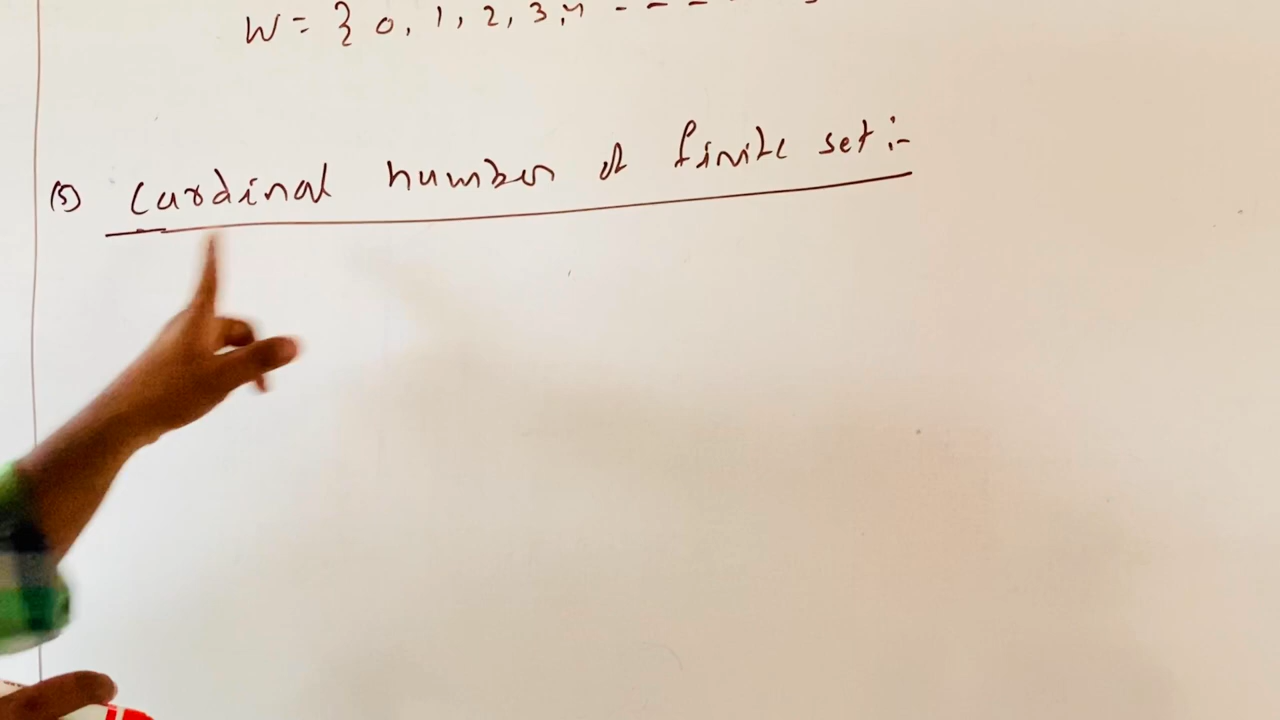 W = { 0, 1, 2, 3, - - - -
(5) Cardinal number of finite set :-